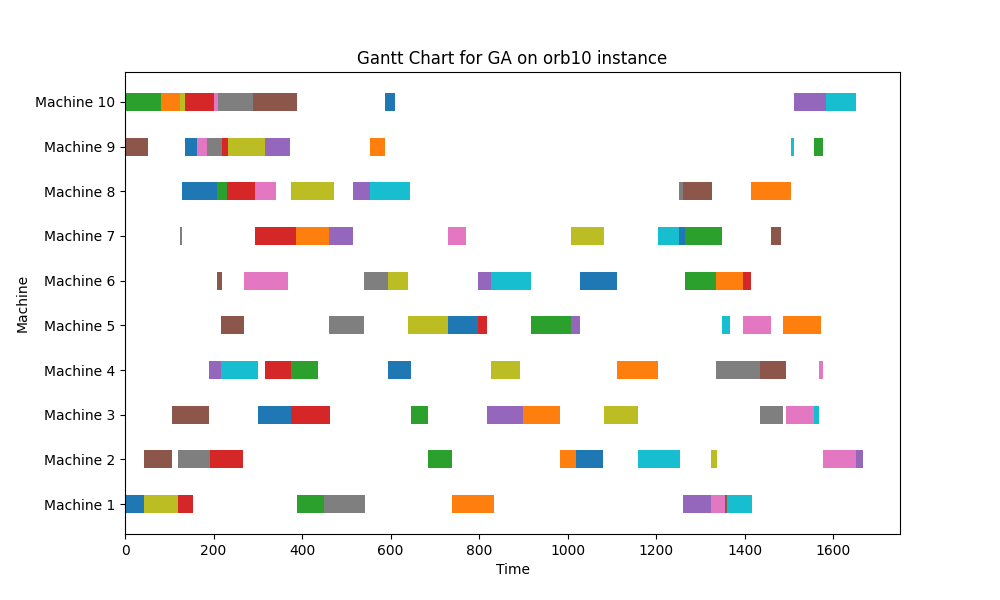 Gantt Chart for GA on orb10 instance
Machine 10
Machine 9
Machine 8
Machine 7
Machine 6
Machine 5
Machine 4
Machine 3
Machine 2
Machine 1
Machine
0 200 400 600 800 1000 1200 1400 1600
Time